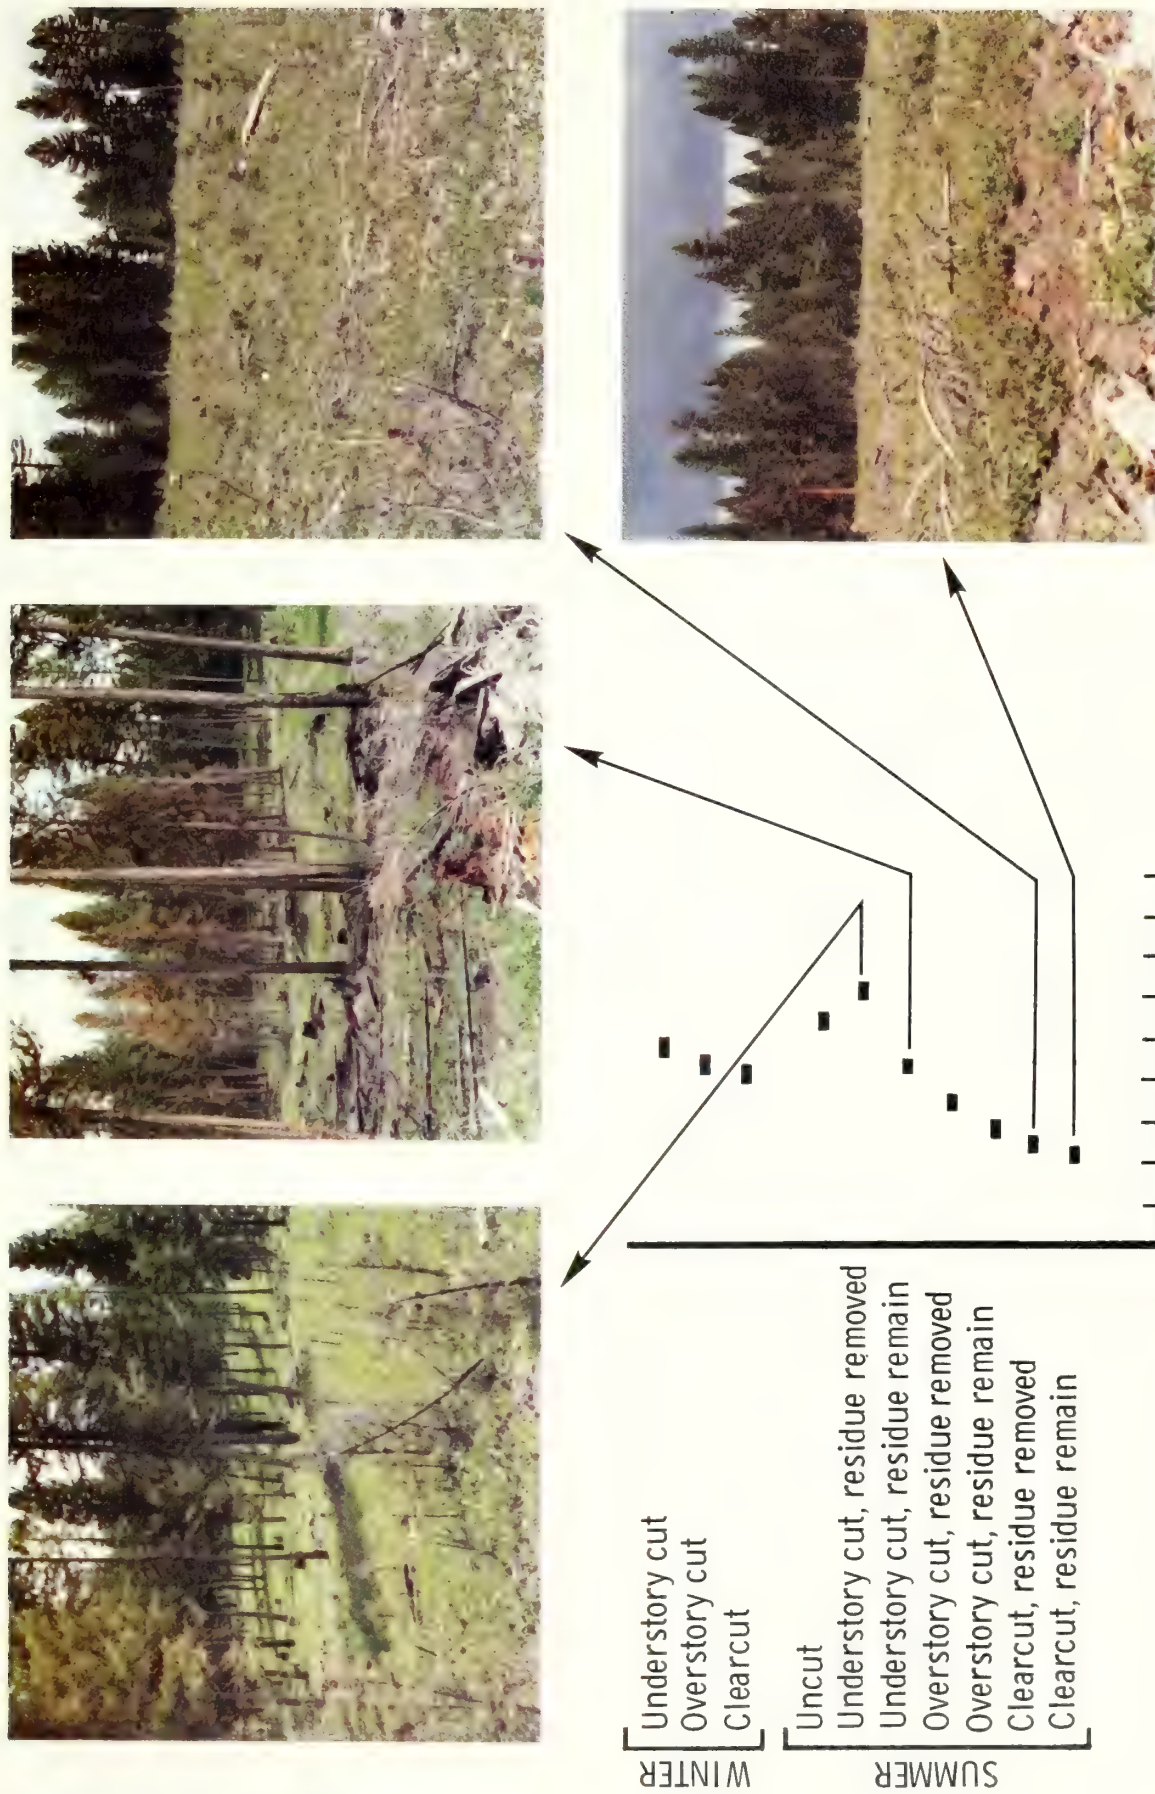 WINTER
Understory cut
Overstory cut
Clearcut
SUMMER
Uncut
Understory cut, residue removed
Understory cut, residue remain
Overstory cut, residue removed
Overstory cut, residue remain
Clearcut, residue removed
Clearcut, residue remain